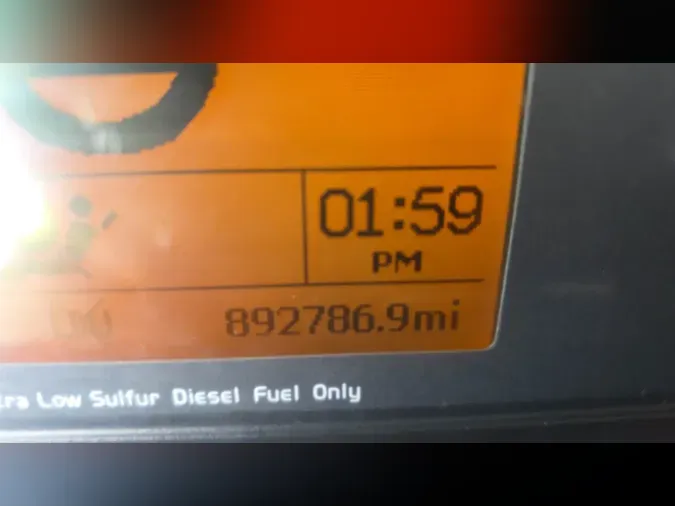 01:59
PM
892786.9mi
Low Sulfur Diesel Fuel Only